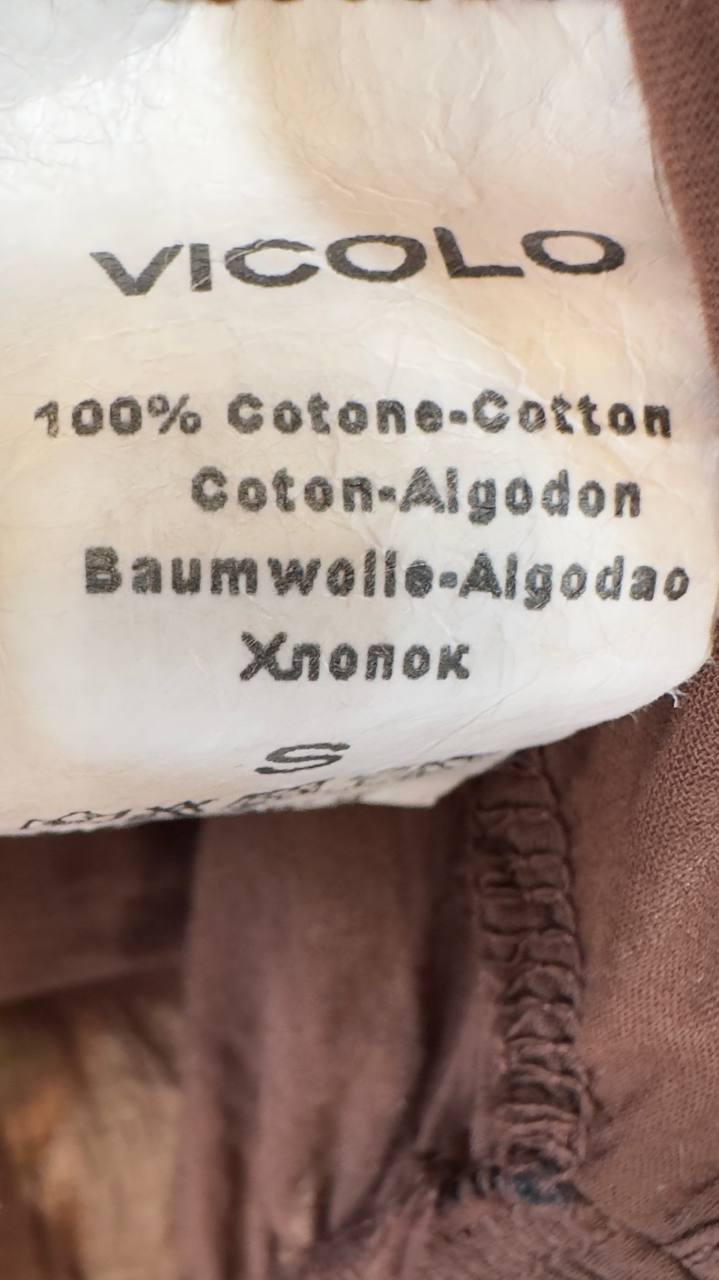 VICOLO
100% Cotone-Cotton
Coton-Algodon
Baumwolle-Algodao
Хлопок
S